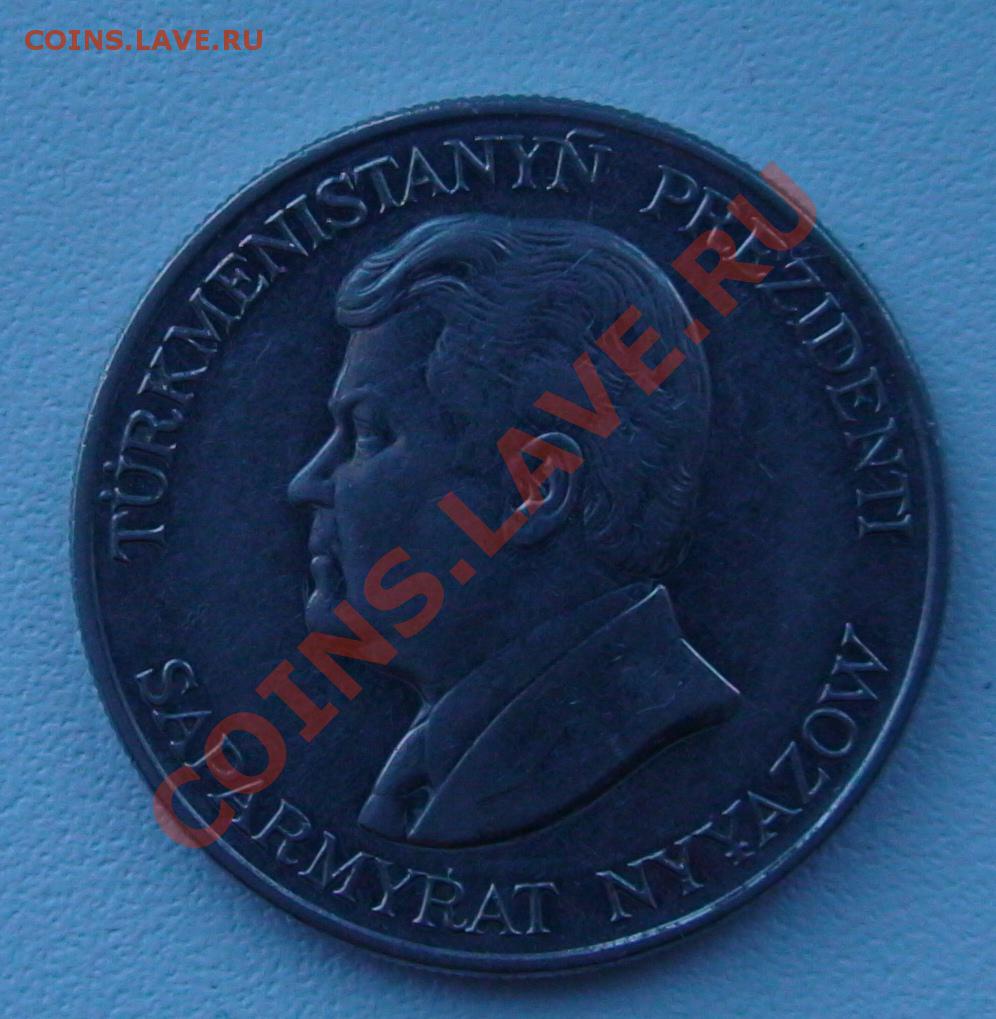 COINS.LAVE.RU
TÜRKMENISTANYŇ PREZIDENTI
SAPARMYRAT NYÝAZOW
COINS.LAVE.RU